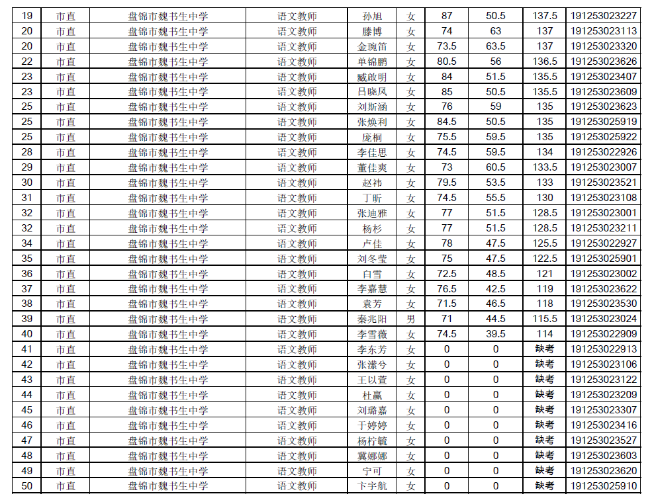 19 市直 盘锦市魏书生中学 语文教师 孙旭 女 87 50.5 137.5 191253023227
20 市直 盘锦市魏书生中学 语文教师 滕博 女 74 63 137 191253023113
20 市直 盘锦市魏书生中学 语文教师 金琬笛 女 73.5 63.5 137 191253023320
22 市直 盘锦市魏书生中学 语文教师 单锦鹏 女 80.5 56 136.5 191253023626
23 市直 盘锦市魏书生中学 语文教师 臧啟明 女 84 51.5 135.5 191253023407
23 市直 盘锦市魏书生中学 语文教师 吕晓凤 女 85 50.5 135.5 191253023609
25 市直 盘锦市魏书生中学 语文教师 刘斯涵 女 76 59 135 191253023623
25 市直 盘锦市魏书生中学 语文教师 张焕利 女 84.5 50.5 135 191253025919
25 市直 盘锦市魏书生中学 语文教师 庞桐 女 75.5 59.5 135 191253025922
28 市直 盘锦市魏书生中学 语文教师 李佳思 女 74.5 59.5 134 191253022926
29 市直 盘锦市魏书生中学 语文教师 董佳爽 女 73 60.5 133.5 191253023007
30 市直 盘锦市魏书生中学 语文教师 赵祎 女 79.5 53.5 133 191253023521
31 市直 盘锦市魏书生中学 语文教师 丁昕 女 74.5 55.5 130 191253023108
32 市直 盘锦市魏书生中学 语文教师 张迪雅 女 77 51.5 128.5 191253023001
32 市直 盘锦市魏书生中学 语文教师 杨杉 女 77 51.5 128.5 191253023211
34 市直 盘锦市魏书生中学 语文教师 卢佳 女 78 47.5 125.5 191253022927
35 市直 盘锦市魏书生中学 语文教师 刘冬莹 女 75 47.5 122.5 191253025901
36 市直 盘锦市魏书生中学 语文教师 白雪 女 72.5 48.5 121 191253023002
37 市直 盘锦市魏书生中学 语文教师 李嘉慧 女 76.5 42.5 119 191253023622
38 市直 盘锦市魏书生中学 语文教师 袁芳 女 71.5 46.5 118 191253023530
39 市直 盘锦市魏书生中学 语文教师 秦兆阳 男 71 44.5 115.5 191253023024
40 市直 盘锦市魏书生中学 语文教师 李雪薇 女 74.5 39.5 114 191253022909
41 市直 盘锦市魏书生中学 语文教师 李东芳 女 0 0 缺考 191253022913
42 市直 盘锦市魏书生中学 语文教师 张 兮 女 0 0 缺考 191253023106
43 市直 盘锦市魏书生中学 语文教师 王以萱 女 0 0 缺考 191253023122
44 市直 盘锦市魏书生中学 语文教师 杜赢 女 0 0 缺考 191253023209
45 市直 盘锦市魏书生中学 语文教师 刘璐嘉 女 0 0 缺考 191253023307
46 市直 盘锦市魏书生中学 语文教师 于婷婷 女 0 0 缺考 191253023416
47 市直 盘锦市魏书生中学 语文教师 杨柠毓 女 0 0 缺考 191253023527
48 市直 盘锦市魏书生中学 语文教师 冀娜娜 女 0 0 缺考 191253023603
49 市直 盘锦市魏书生中学 语文教师 宁可 女 0 0 缺考 191253023620
50 市直 盘锦市魏书生中学 语文教师 卞宇航 女 0 0 缺考 191253025910